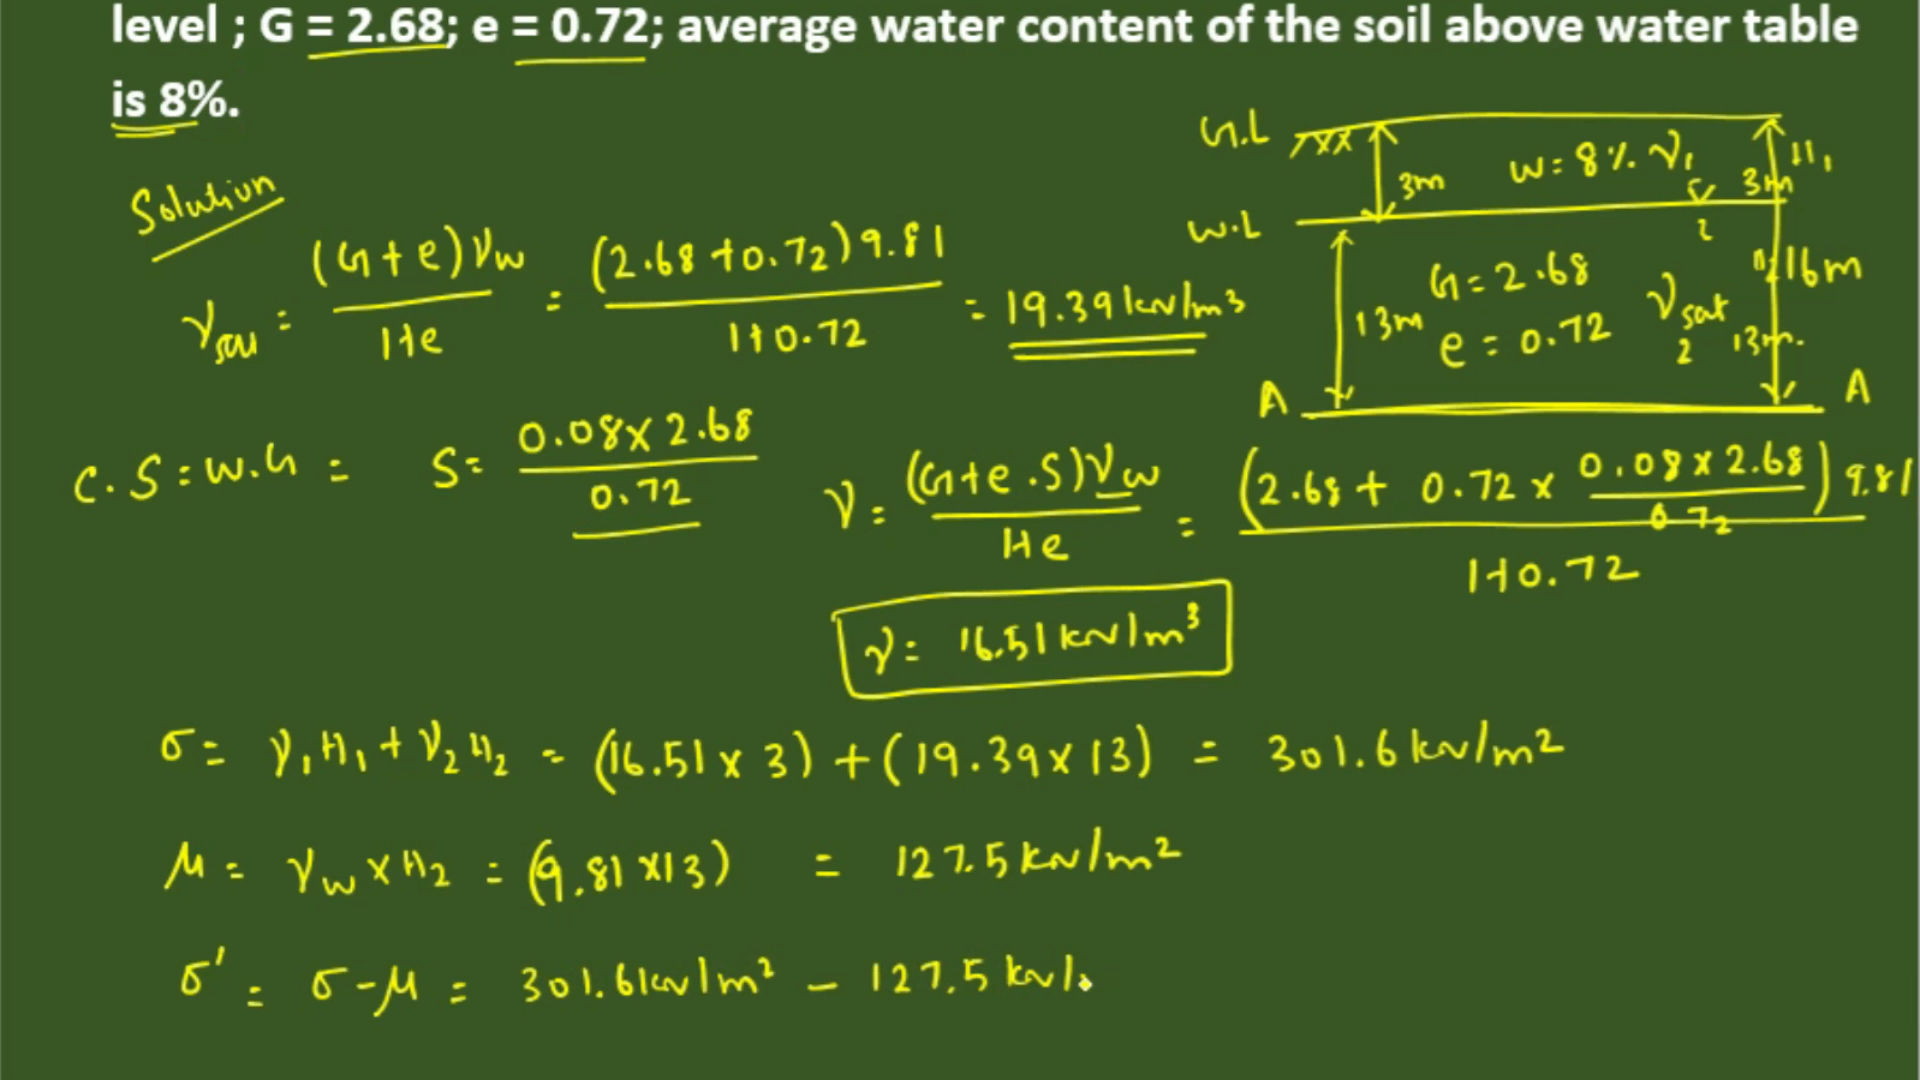 level ; G = 2.68; e = 0.72; average water content of the soil above water table
is 8%.
Solution
G.L
3m
w = 8 %. γ1
3m
H1
W.L
γsat = (G+e)γw / 1+e = (2.68+0.72)9.81 / 1+0.72 = 19.39 kN/m3
13m
G = 2.68
e = 0.72
γsat
2
16m
13m.
A
A
e.S = w.G =
S = 0.08 x 2.68 / 0.72
γ = (G+e.S)γw / 1+e = (2.68 + 0.72 x 0.08 x 2.68 / 0.72) 9.81 / 1+0.72
γ = 16.51 kN/m3
σ = γ1H1 + γ2H2 = (16.51 x 3) + (19.39 x 13) = 301.6 kN/m2
μ = γw x H2 = (9.81 x13) = 127.5 kN/m2
σ' = σ-μ = 301.6 kN/m2 - 127.5 kN/